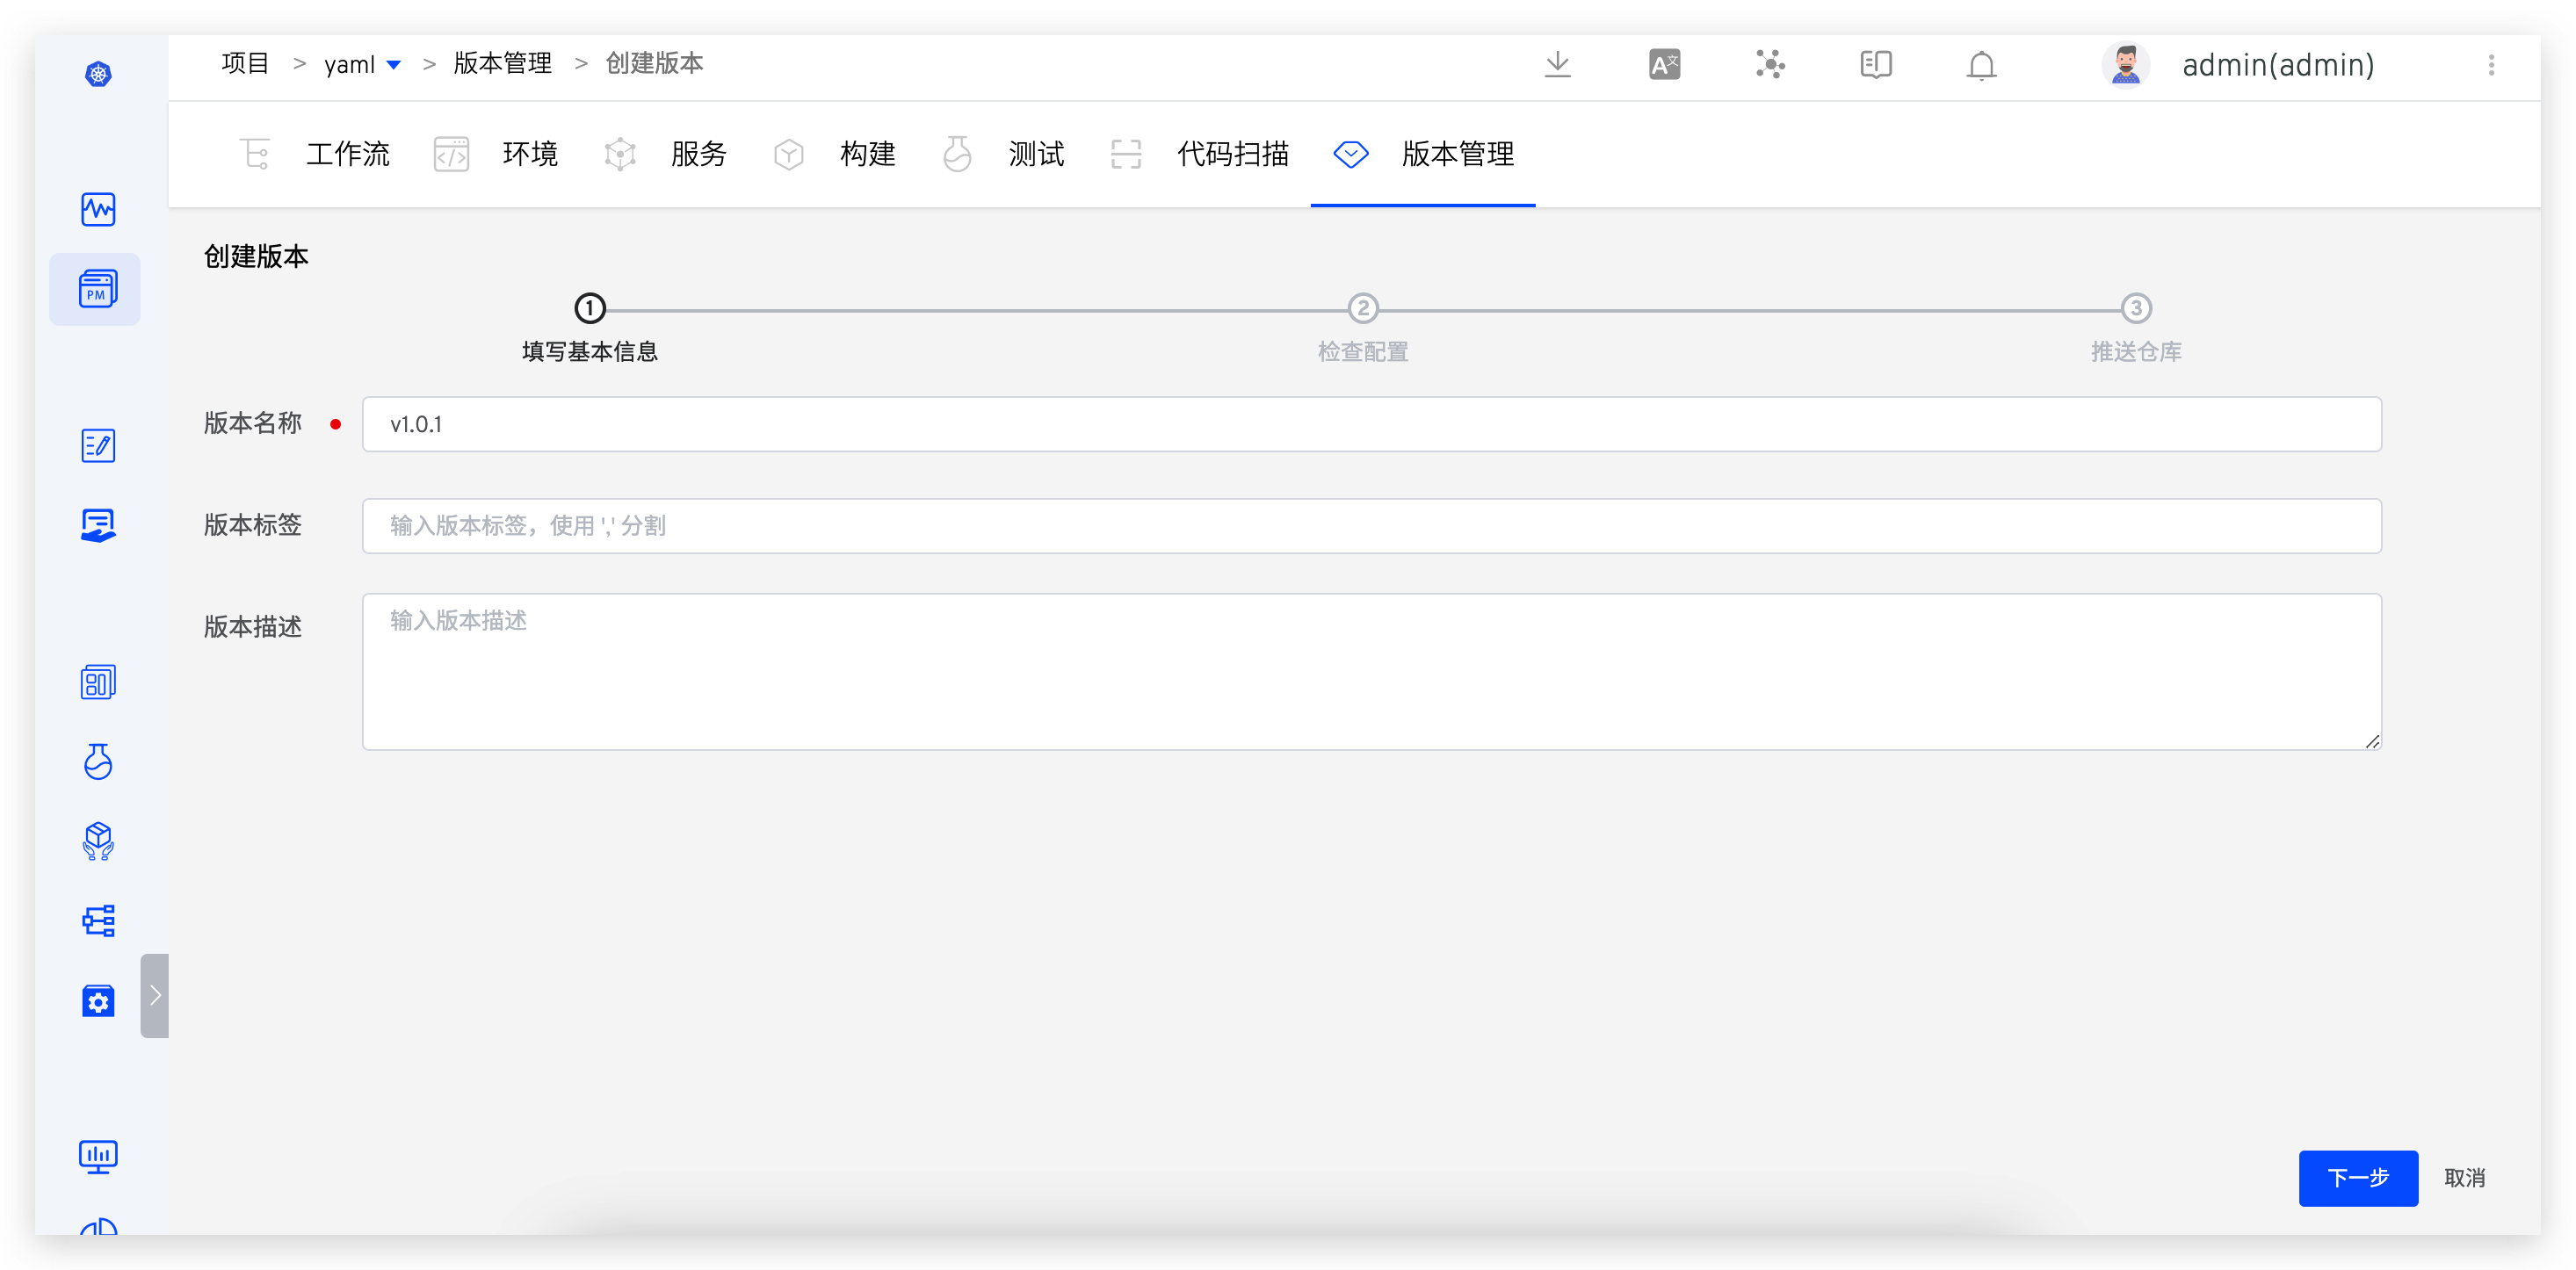 项目 > yaml > 版本管理 > 创建版本
admin(admin)
工作流 环境 服务 构建 测试 代码扫描 版本管理
PM
创建版本
1 2 3
填写基本信息 检查配置 推送仓库
版本名称 v1.0.1
版本标签 输入版本标签，使用 ',' 分割
版本描述 输入版本描述
下一步 取消